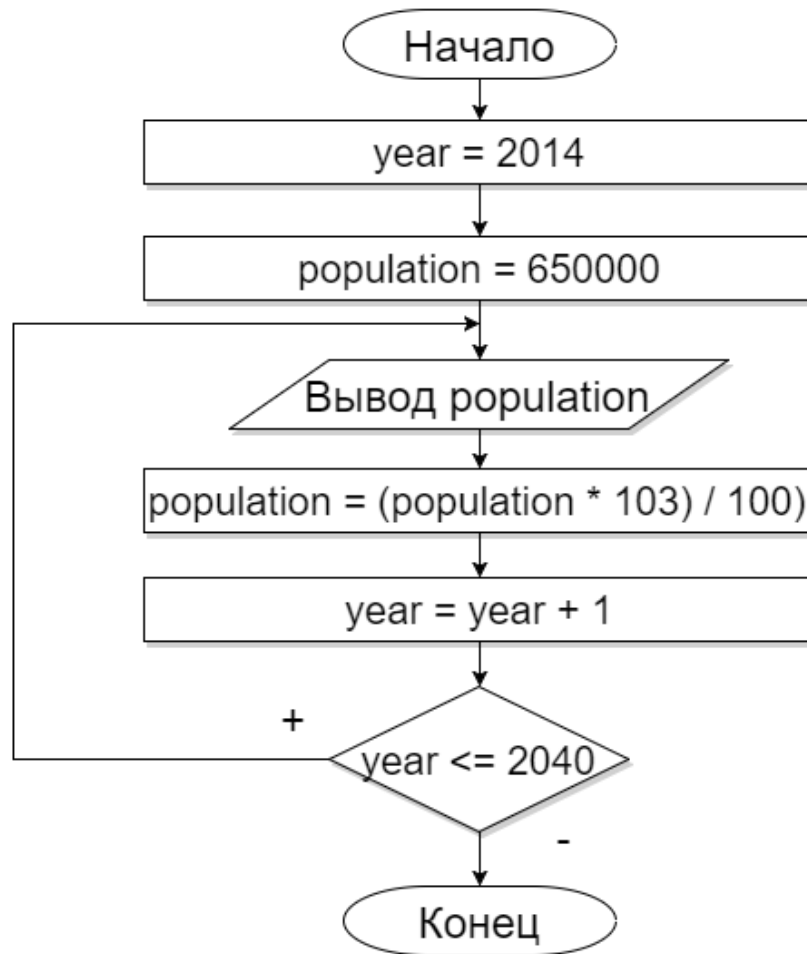 Начало
year = 2014
population = 650000
Вывод population
population = (population * 103) / 100)
year = year + 1
+
year <= 2040
-
Конец